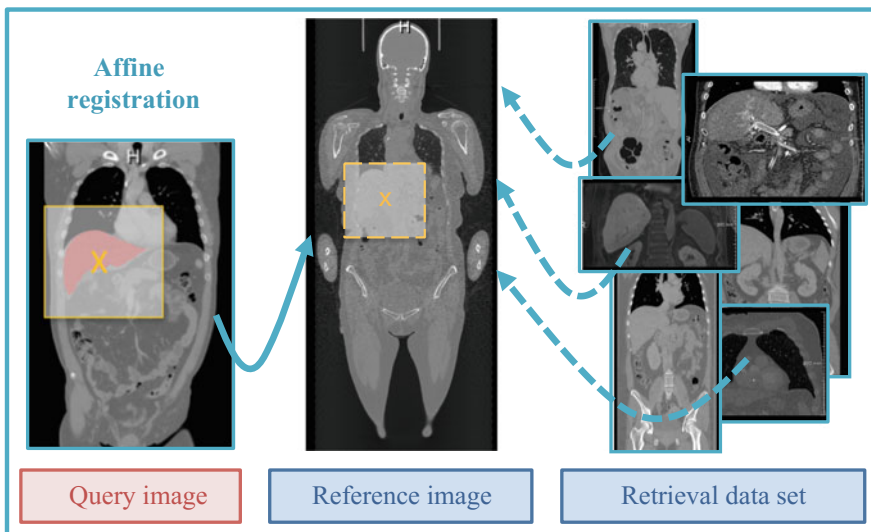 Affine
registration
H
H
X
X
Query image
Reference image
Retrieval data set